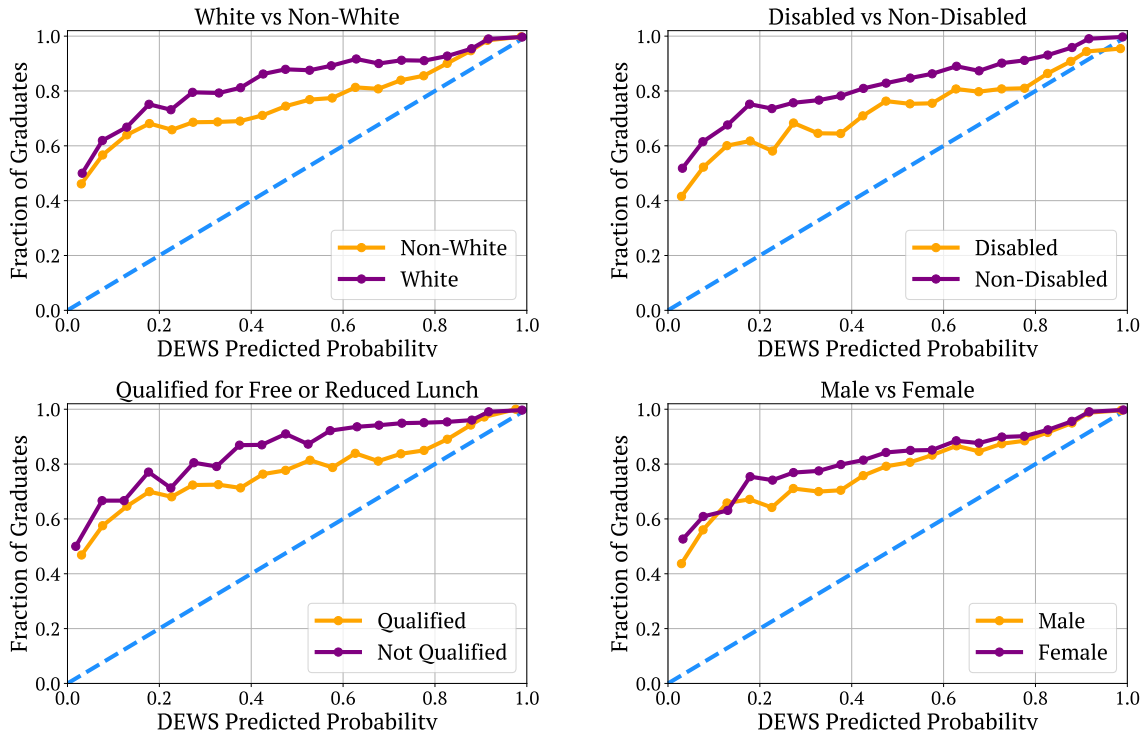 White vs Non-White
Fraction of Graduates
1.0
0.8
0.6
0.4
0.2
0.0
Non-White
White
0.0 0.2 0.4 0.6 0.8 1.0
DEWS Predicted Probability
Disabled vs Non-Disabled
Fraction of Graduates
1.0
0.8
0.6
0.4
0.2
0.0
Disabled
Non-Disabled
0.0 0.2 0.4 0.6 0.8 1.0
DEWS Predicted Probability
Qualified for Free or Reduced Lunch
Fraction of Graduates
1.0
0.8
0.6
0.4
0.2
0.0
Qualified
Not Qualified
0.0 0.2 0.4 0.6 0.8 1.0
DEWS Predicted Probability
Male vs Female
Fraction of Graduates
1.0
0.8
0.6
0.4
0.2
0.0
Male
Female
0.0 0.2 0.4 0.6 0.8 1.0
DEWS Predicted Probability